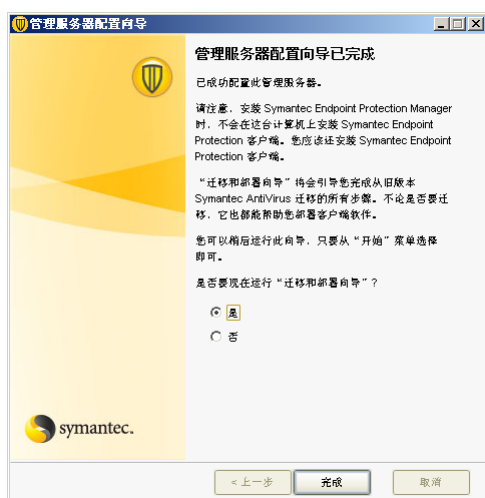 管理服务器配置向导
管理服务器配置向导已完成
已成功配置此管理服务器。
请注意，安装 Symantec Endpoint Protection Manager
时，不会在这台计算机上安装 Symantec Endpoint
Protection 客户端。您应该还安装 Symantec Endpoint
Protection 客户端。
“迁移和部署向导”将会引导您完成从旧版本
Symantec AntiVirus 迁移的所有步骤。不论是否要迁
移，它也都能帮助您部署客户端软件。
您可以稍后运行此向导，只要从“开始”菜单选择
即可。
是否要现在运行“迁移和部署向导”？
是
否
symantec.
< 上一步
完成
取消